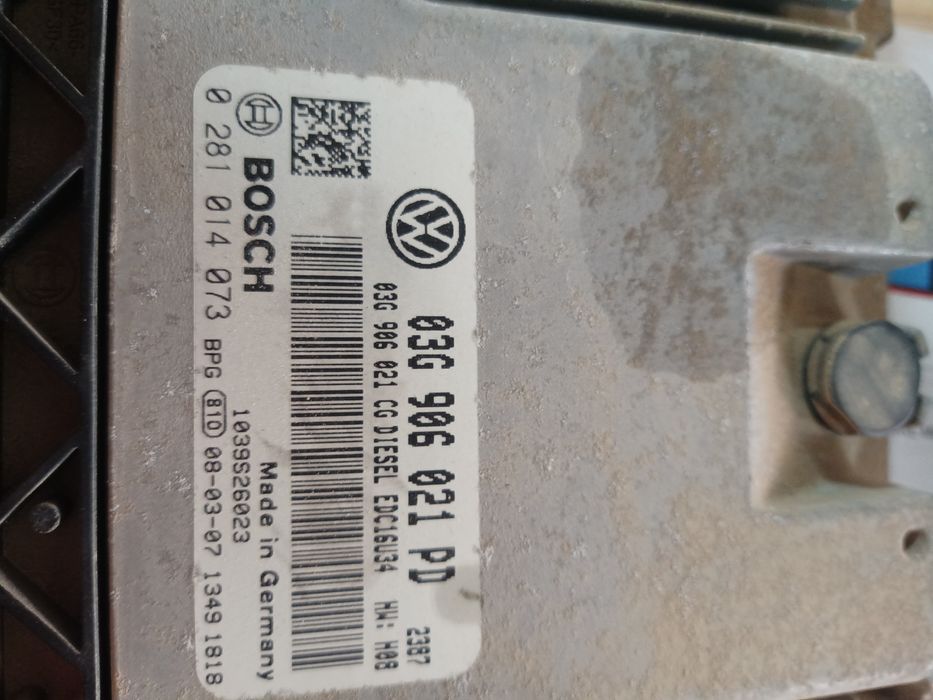 03G 906 021 PD 2387
03G 906 021 CG DIESEL EDC16U34 HW: H08
BOSCH
Made in Germany
1039S26023
0 281 014 073 BPG 81D 08-03-07 1349 1818